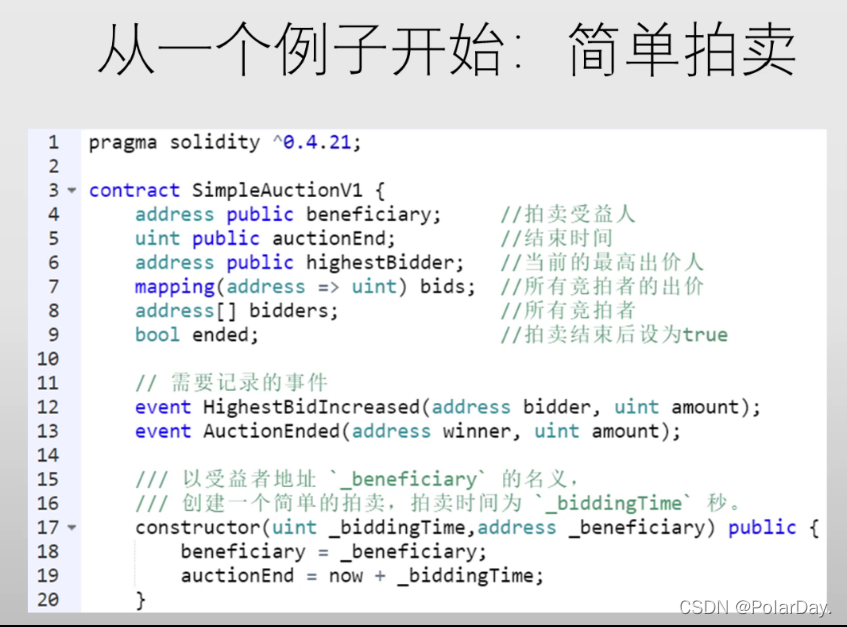 从一个例子开始：简单拍卖
1 pragma solidity ^0.4.21;
2
3 contract SimpleAuctionV1 {
4 address public beneficiary; //拍卖受益人
5 uint public auctionEnd; //结束时间
6 address public highestBidder; //当前的最高出价人
7 mapping(address => uint) bids; //所有竞拍者的出价
8 address[] bidders; //所有竞拍者
9 bool ended; //拍卖结束后设为true
10
11 // 需要记录的事件
12 event HighestBidIncreased(address bidder, uint amount);
13 event AuctionEnded(address winner, uint amount);
14
15 /// 以受益者地址 `_beneficiary` 的名义，
16 /// 创建一个简单的拍卖，拍卖时间为 `_biddingTime` 秒。
17 constructor(uint _biddingTime,address _beneficiary) public {
18 beneficiary = _beneficiary;
19 auctionEnd = now + _biddingTime;
20 }
CSDN @PolarDay.